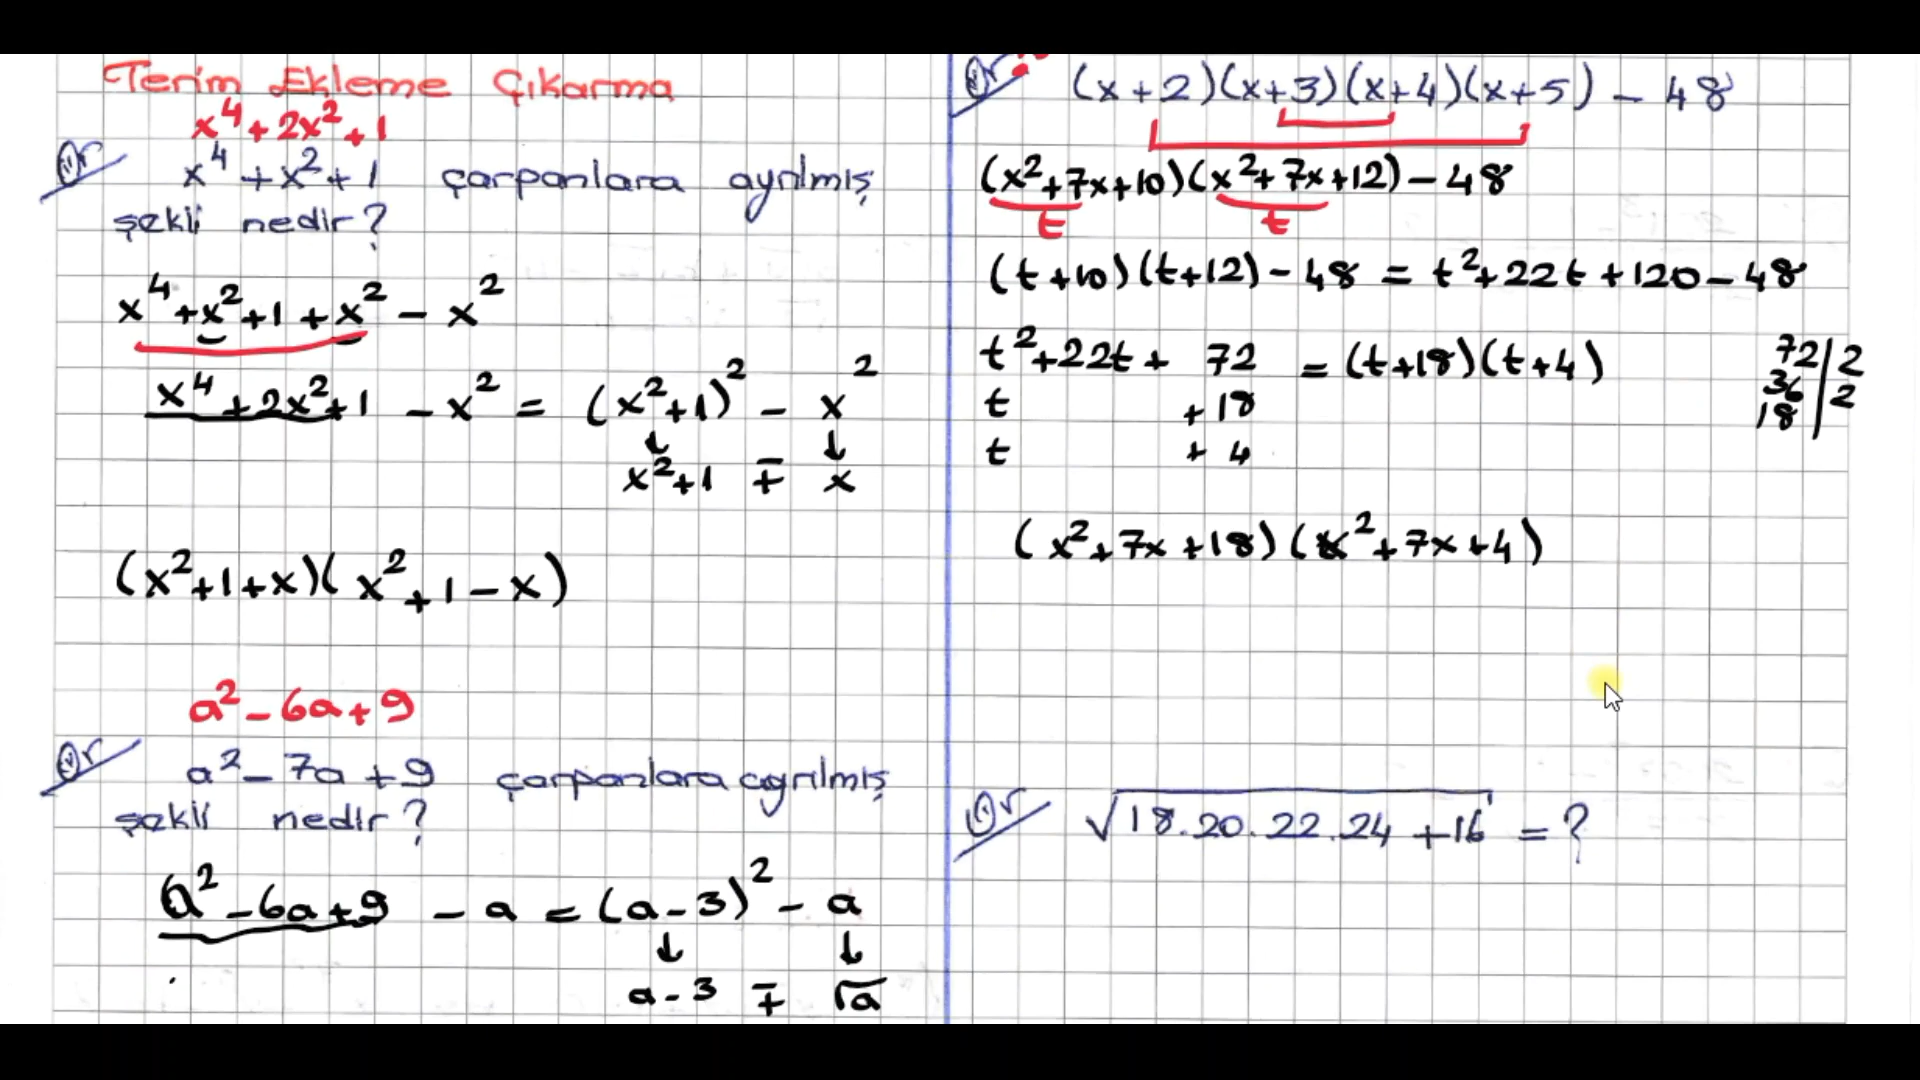 Terim Ekleme Çıkarma
x⁴+2x²+1
Ör x⁴+x²+1 çarpanlara ayrılmış
şekli nedir?
x⁴+x²+1+x²-x²
x⁴+2x²+1-x² = (x²+1)² - x²
↓ ↓
x²+1 ∓ x
(x²+1+x)(x²+1-x)
a²-6a+9
Ör a²-7a+9 çarpanlara ayrılmış
şekli nedir?
a²-6a+9 - a = (a-3)² - a
↓ ↓
a-3 ∓ √a
Ör (x+2)(x+3)(x+4)(x+5) - 48
(x²+7x+10)(x²+7x+12)-48
t t
(t+10)(t+12)-48 = t²+22t+120-48
t²+22t+72 = (t+18)(t+4)
t +18
t +4
72|2
36|2
18|
(x²+7x+18)(x²+7x+4)
Ör √18.20.22.24+16 = ?